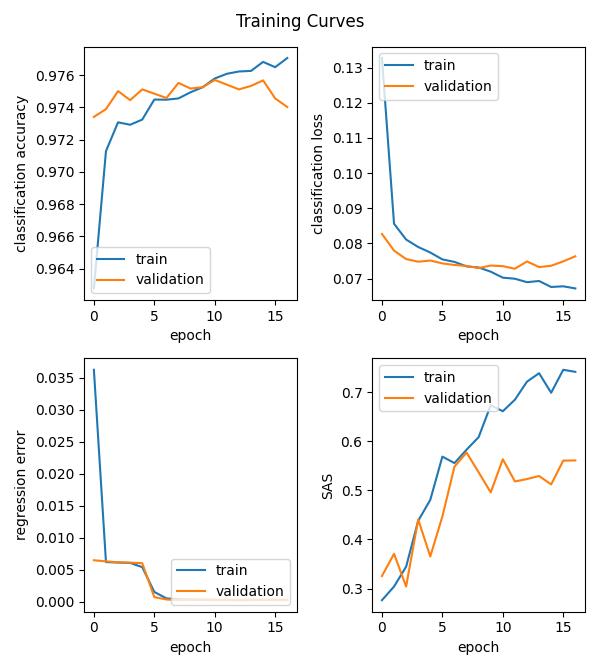 Training Curves
classification accuracy
0.976
0.974
0.972
0.970
0.968
0.966
0.964
train
validation
0
5
10
15
epoch
classification loss
0.13
0.12
0.11
0.10
0.09
0.08
0.07
train
validation
0
5
10
15
epoch
regression error
0.035
0.030
0.025
0.020
0.015
0.010
0.005
0.000
train
validation
0
5
10
15
epoch
SAS
0.7
0.6
0.5
0.4
0.3
train
validation
0
5
10
15
epoch